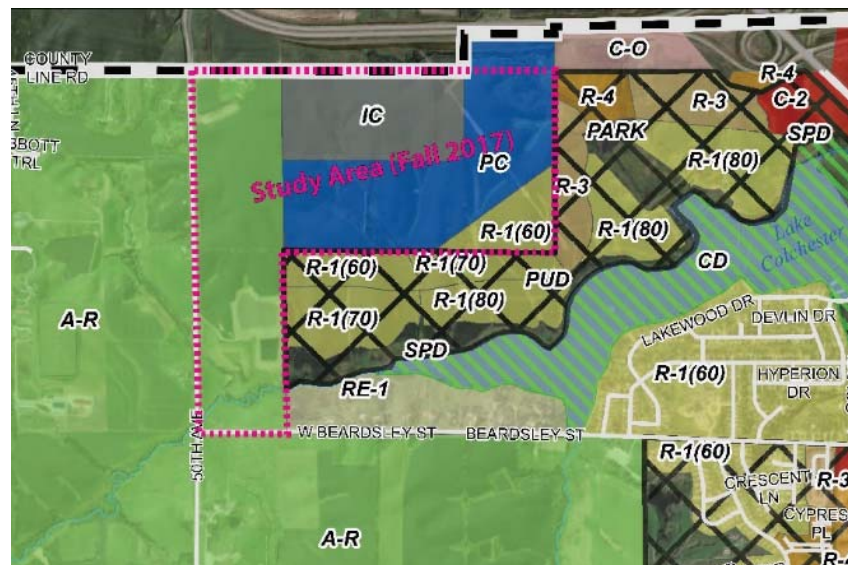 COUNTY
LINE RD
C-O
R-4
C-2
R-4
R-3
IC
PARK
SPD
BOTT
TRL
Study Area (Fall 2017)
PC
R-1(80)
R-3
R-1(60)
R-1(80)
Lake
Colchester
R-1(60)
R-1(70)
CD
PUD
R-1(80)
R-1(70)
A-R
LAKEWOOD DR
DEVLIN DR
SPD
R-1(60)
HYPERION
DR
RE-1
50TH AVE
W BEARDSLEY ST
BEARDSLEY ST
R-1(60)
CRESCENT
LN
R-3
CYPRES
PL
A-R
R-4